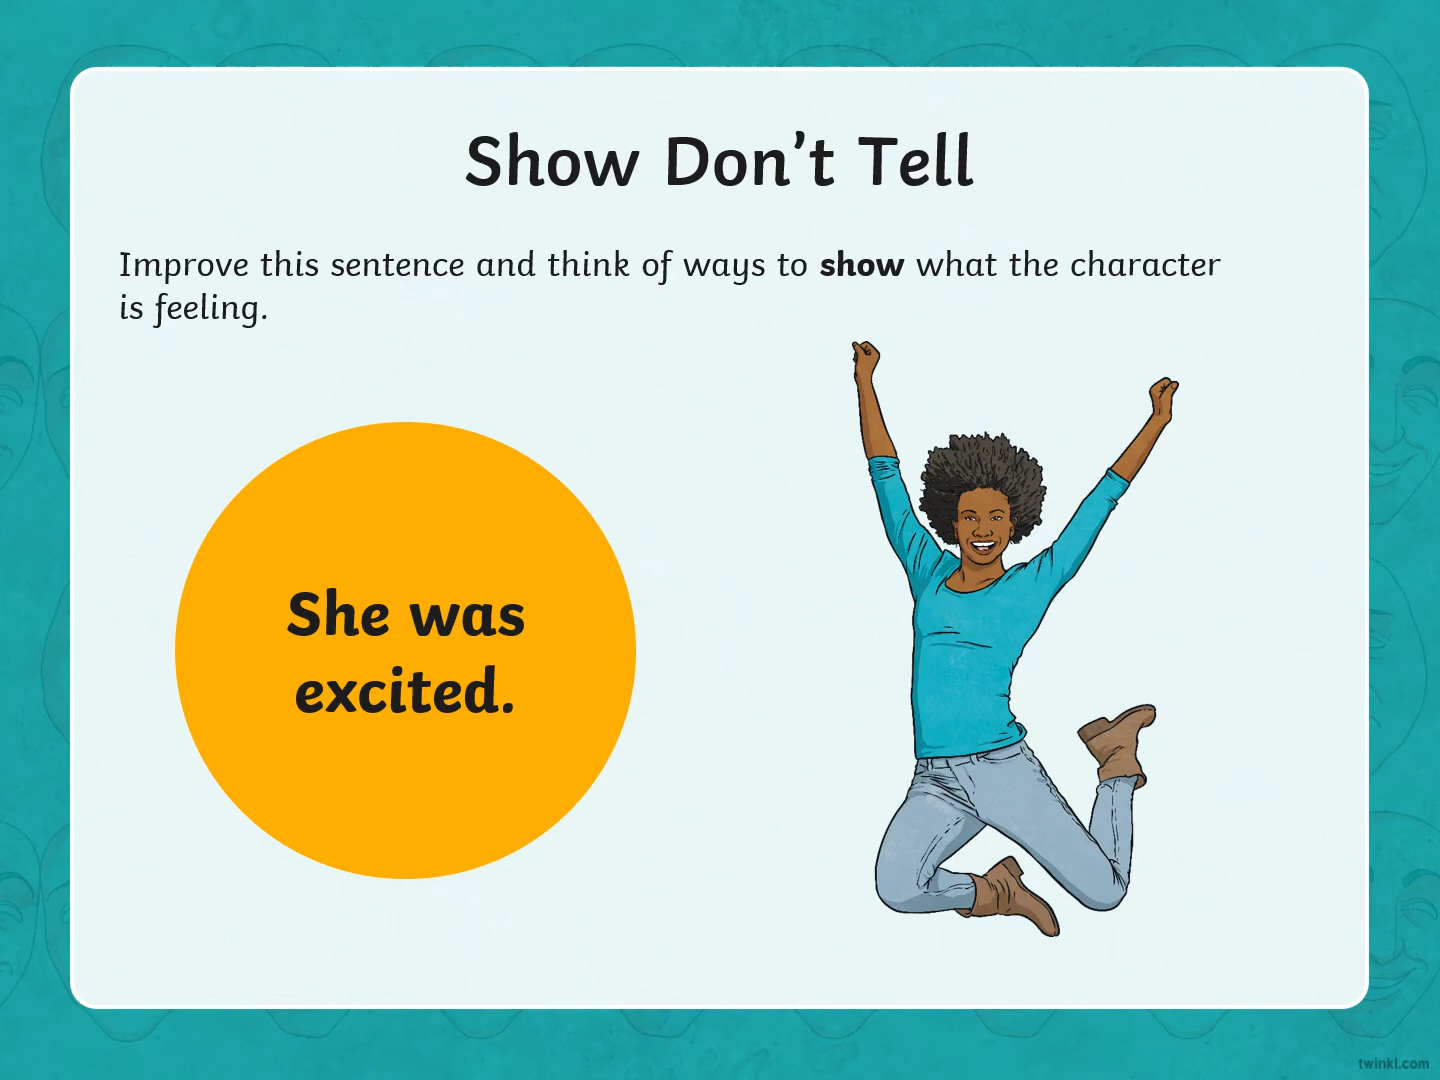 Show Don’t Tell
Improve this sentence and think of ways to show what the character
is feeling.
She was
excited.
twinkl.com